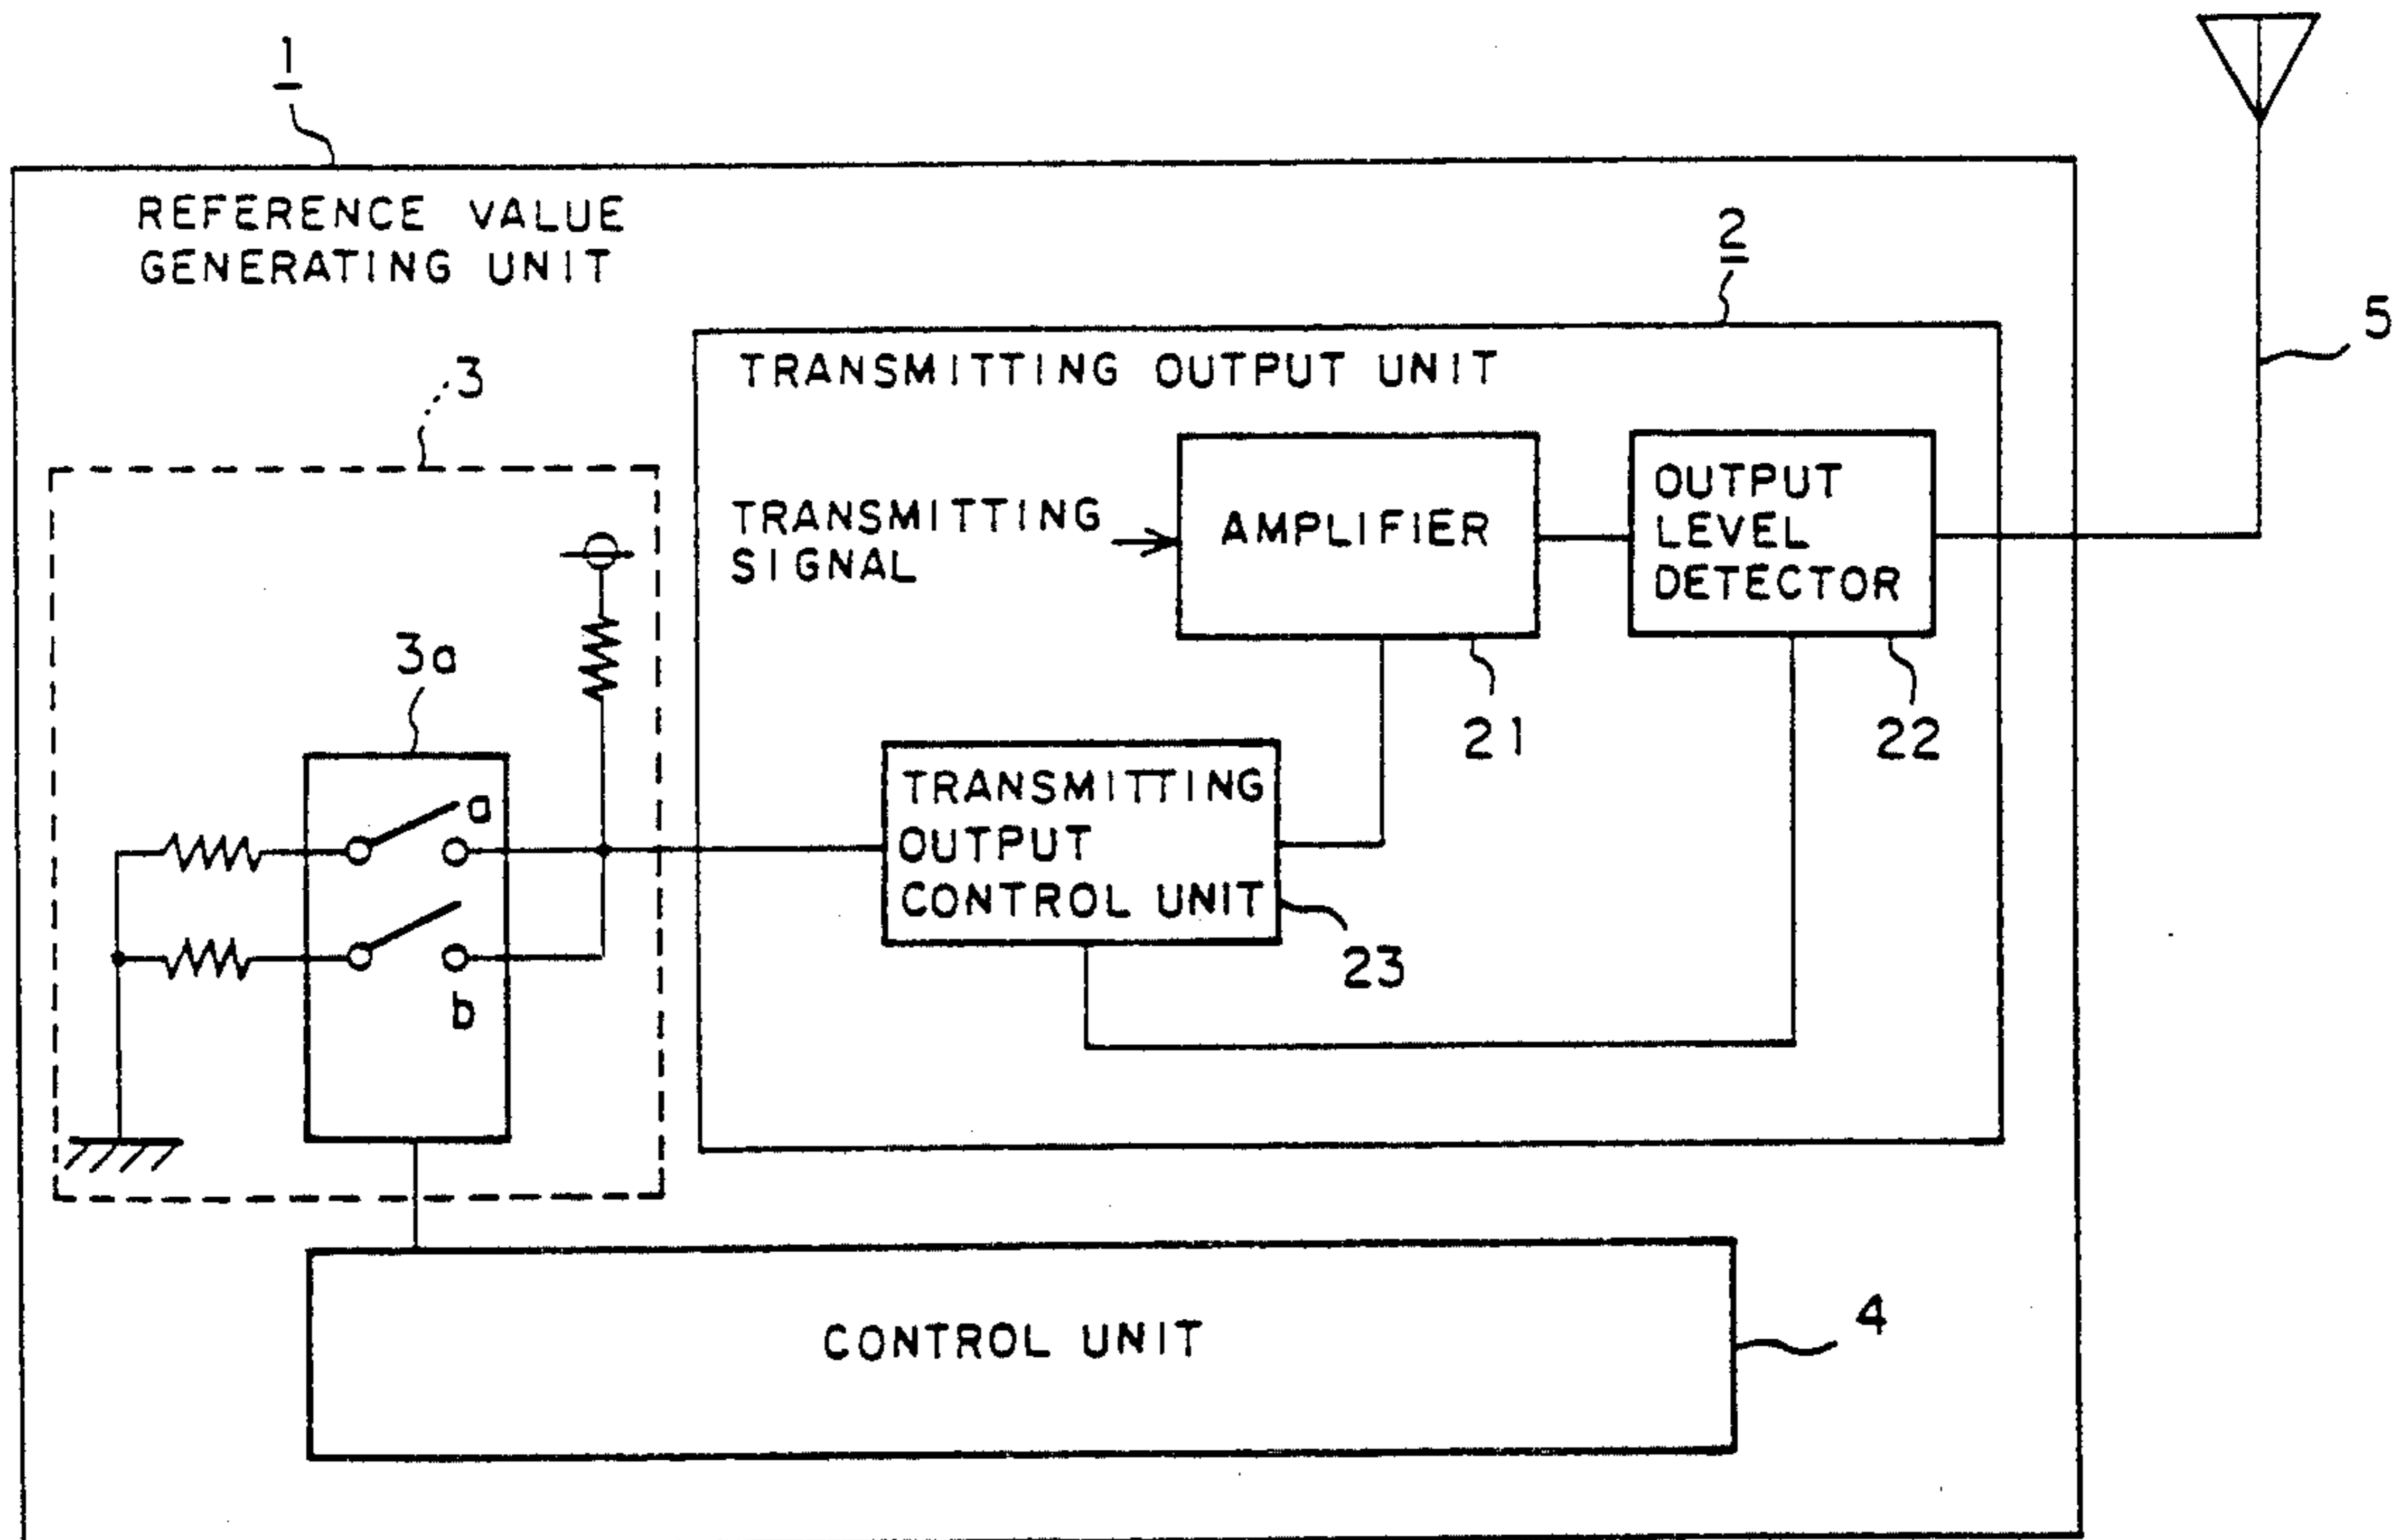 1
REFERENCE VALUE
GENERATING UNIT
2
TRANSMITTING OUTPUT UNIT
5
3
TRANSMITTING
SIGNAL
AMPLIFIER
OUTPUT
LEVEL
DETECTOR
3a
21
22
a
b
TRANSMITTING
OUTPUT
CONTROL UNIT
23
CONTROL UNIT
4